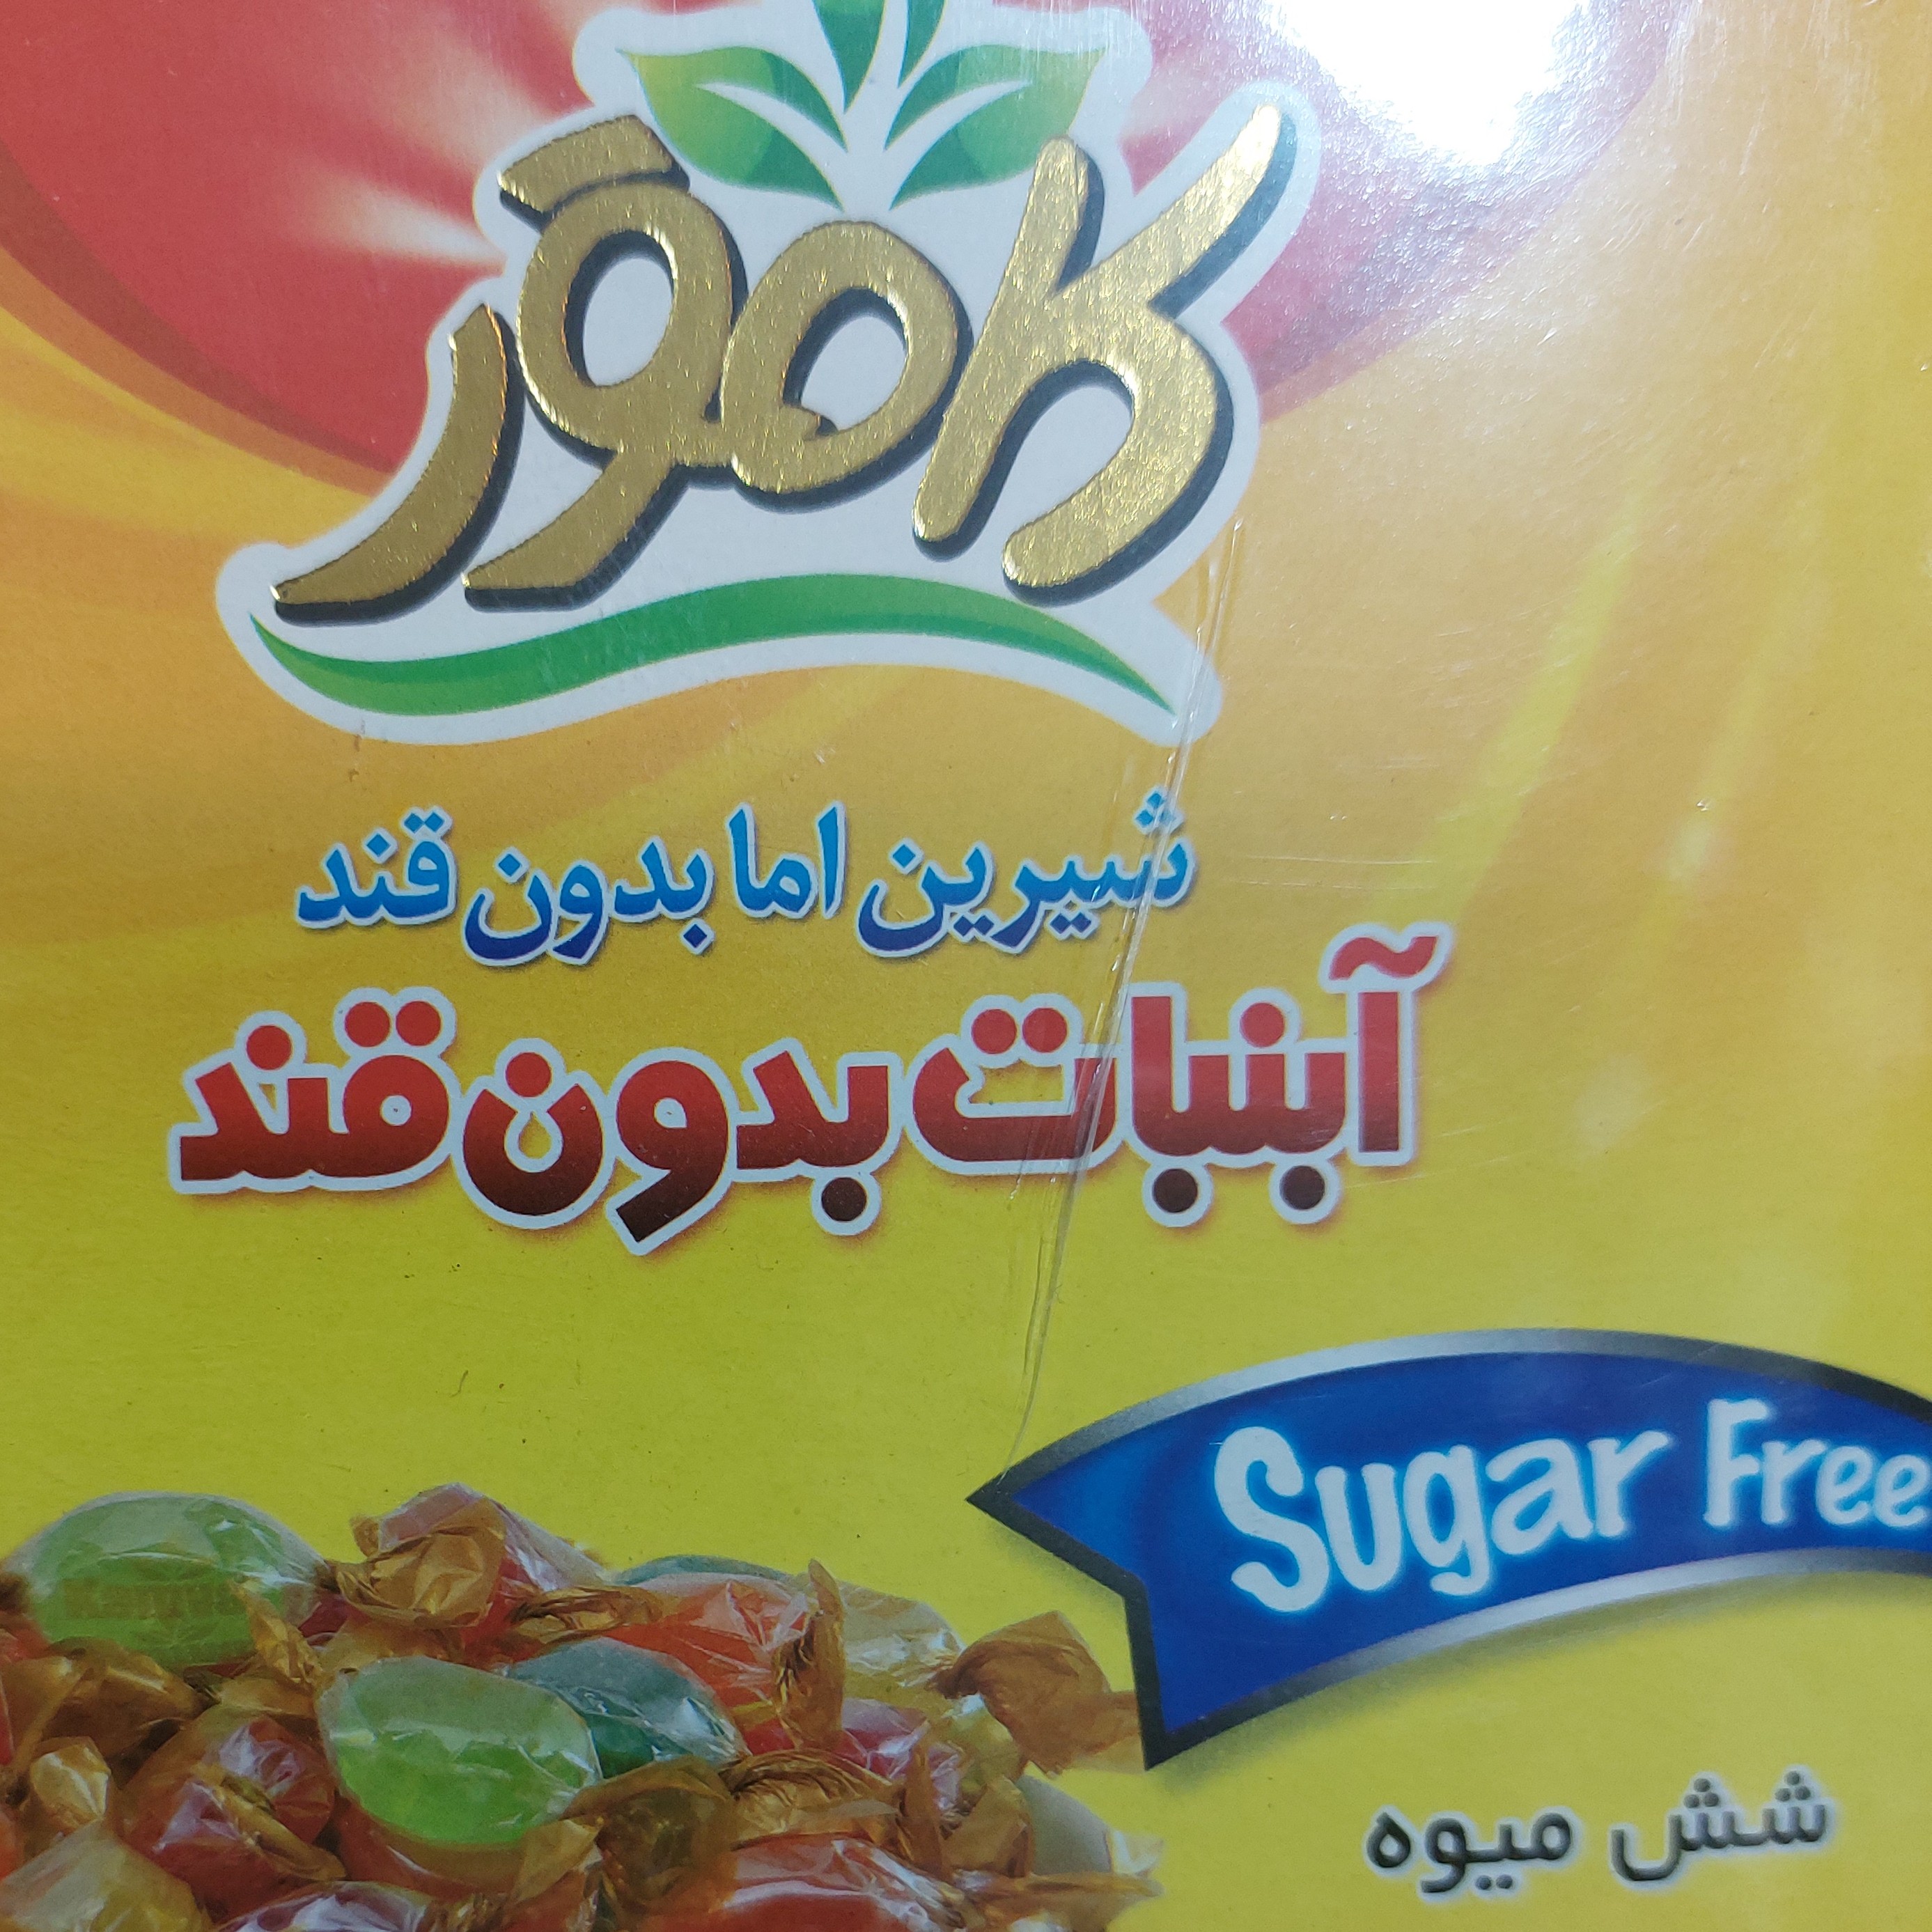 کامور
شیرین اما بدون قند
آبنبات بدون قند
Sugar Free
شش میوه